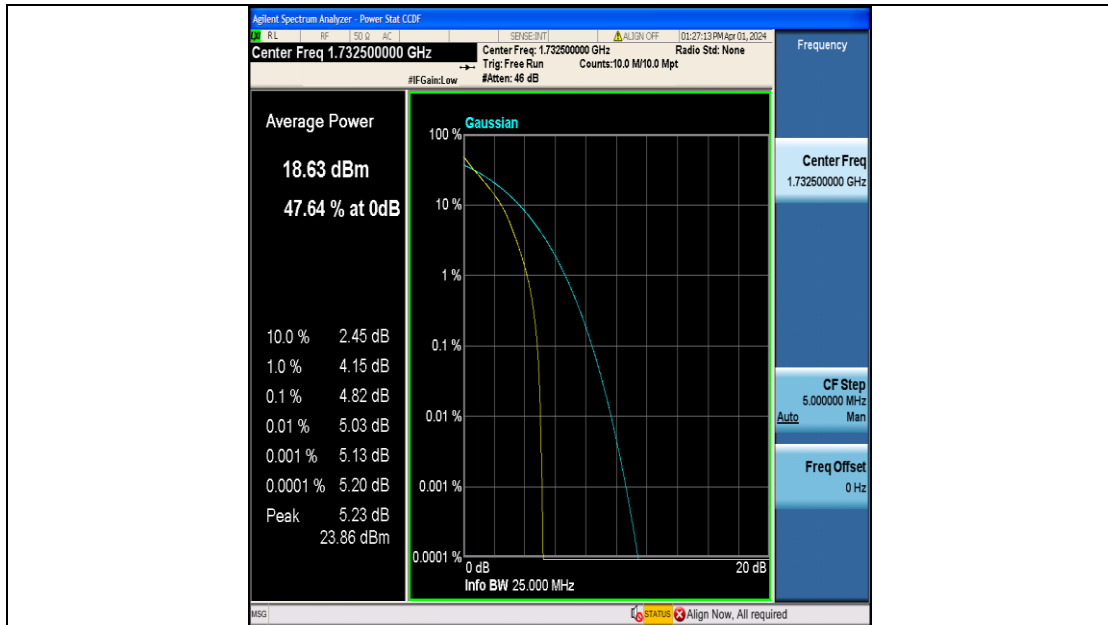 Agilent Spectrum Analyzer - Power Stat CCDF
RL RF 50 Ω AC SENSE:INT ALIGN OFF 01:27:13 PM Apr 01, 2024
Center Freq 1.732500000 GHz
Center Freq: 1.732500000 GHz Radio Std: None
Trig: Free Run Counts:10.0 M/10.0 Mpt
#IFGain:Low #Atten: 46 dB
Frequency
Average Power
18.63 dBm
47.64 % at 0dB
10.0 % 2.45 dB
1.0 % 4.15 dB
0.1 % 4.82 dB
0.01 % 5.03 dB
0.001 % 5.13 dB
0.0001 % 5.20 dB
Peak 5.23 dB
23.86 dBm
Gaussian
100 %
10 %
1 %
0.1 %
0.01 %
0.001 %
0.0001 %
0 dB 20 dB
Info BW 25.000 MHz
Center Freq
1.732500000 GHz
CF Step
5.000000 MHz
Auto Man
Freq Offset
0 Hz
MSG STATUS Align Now, All required